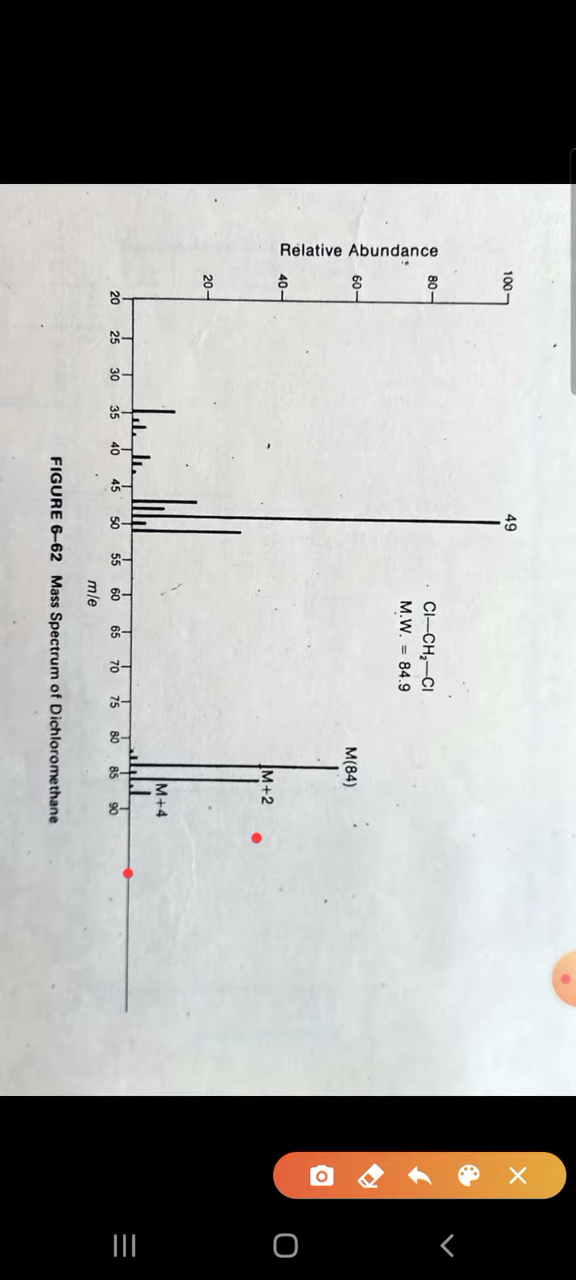 Relative Abundance
100
80
60
40
20
20 25 30 35 40 45 50 55 60 65 70 75 80 85 90
49
Cl—CH₂—Cl
M.W. = 84.9
M(84)
M+2
M+4
m/e
FIGURE 6–62 Mass Spectrum of Dichloromethane